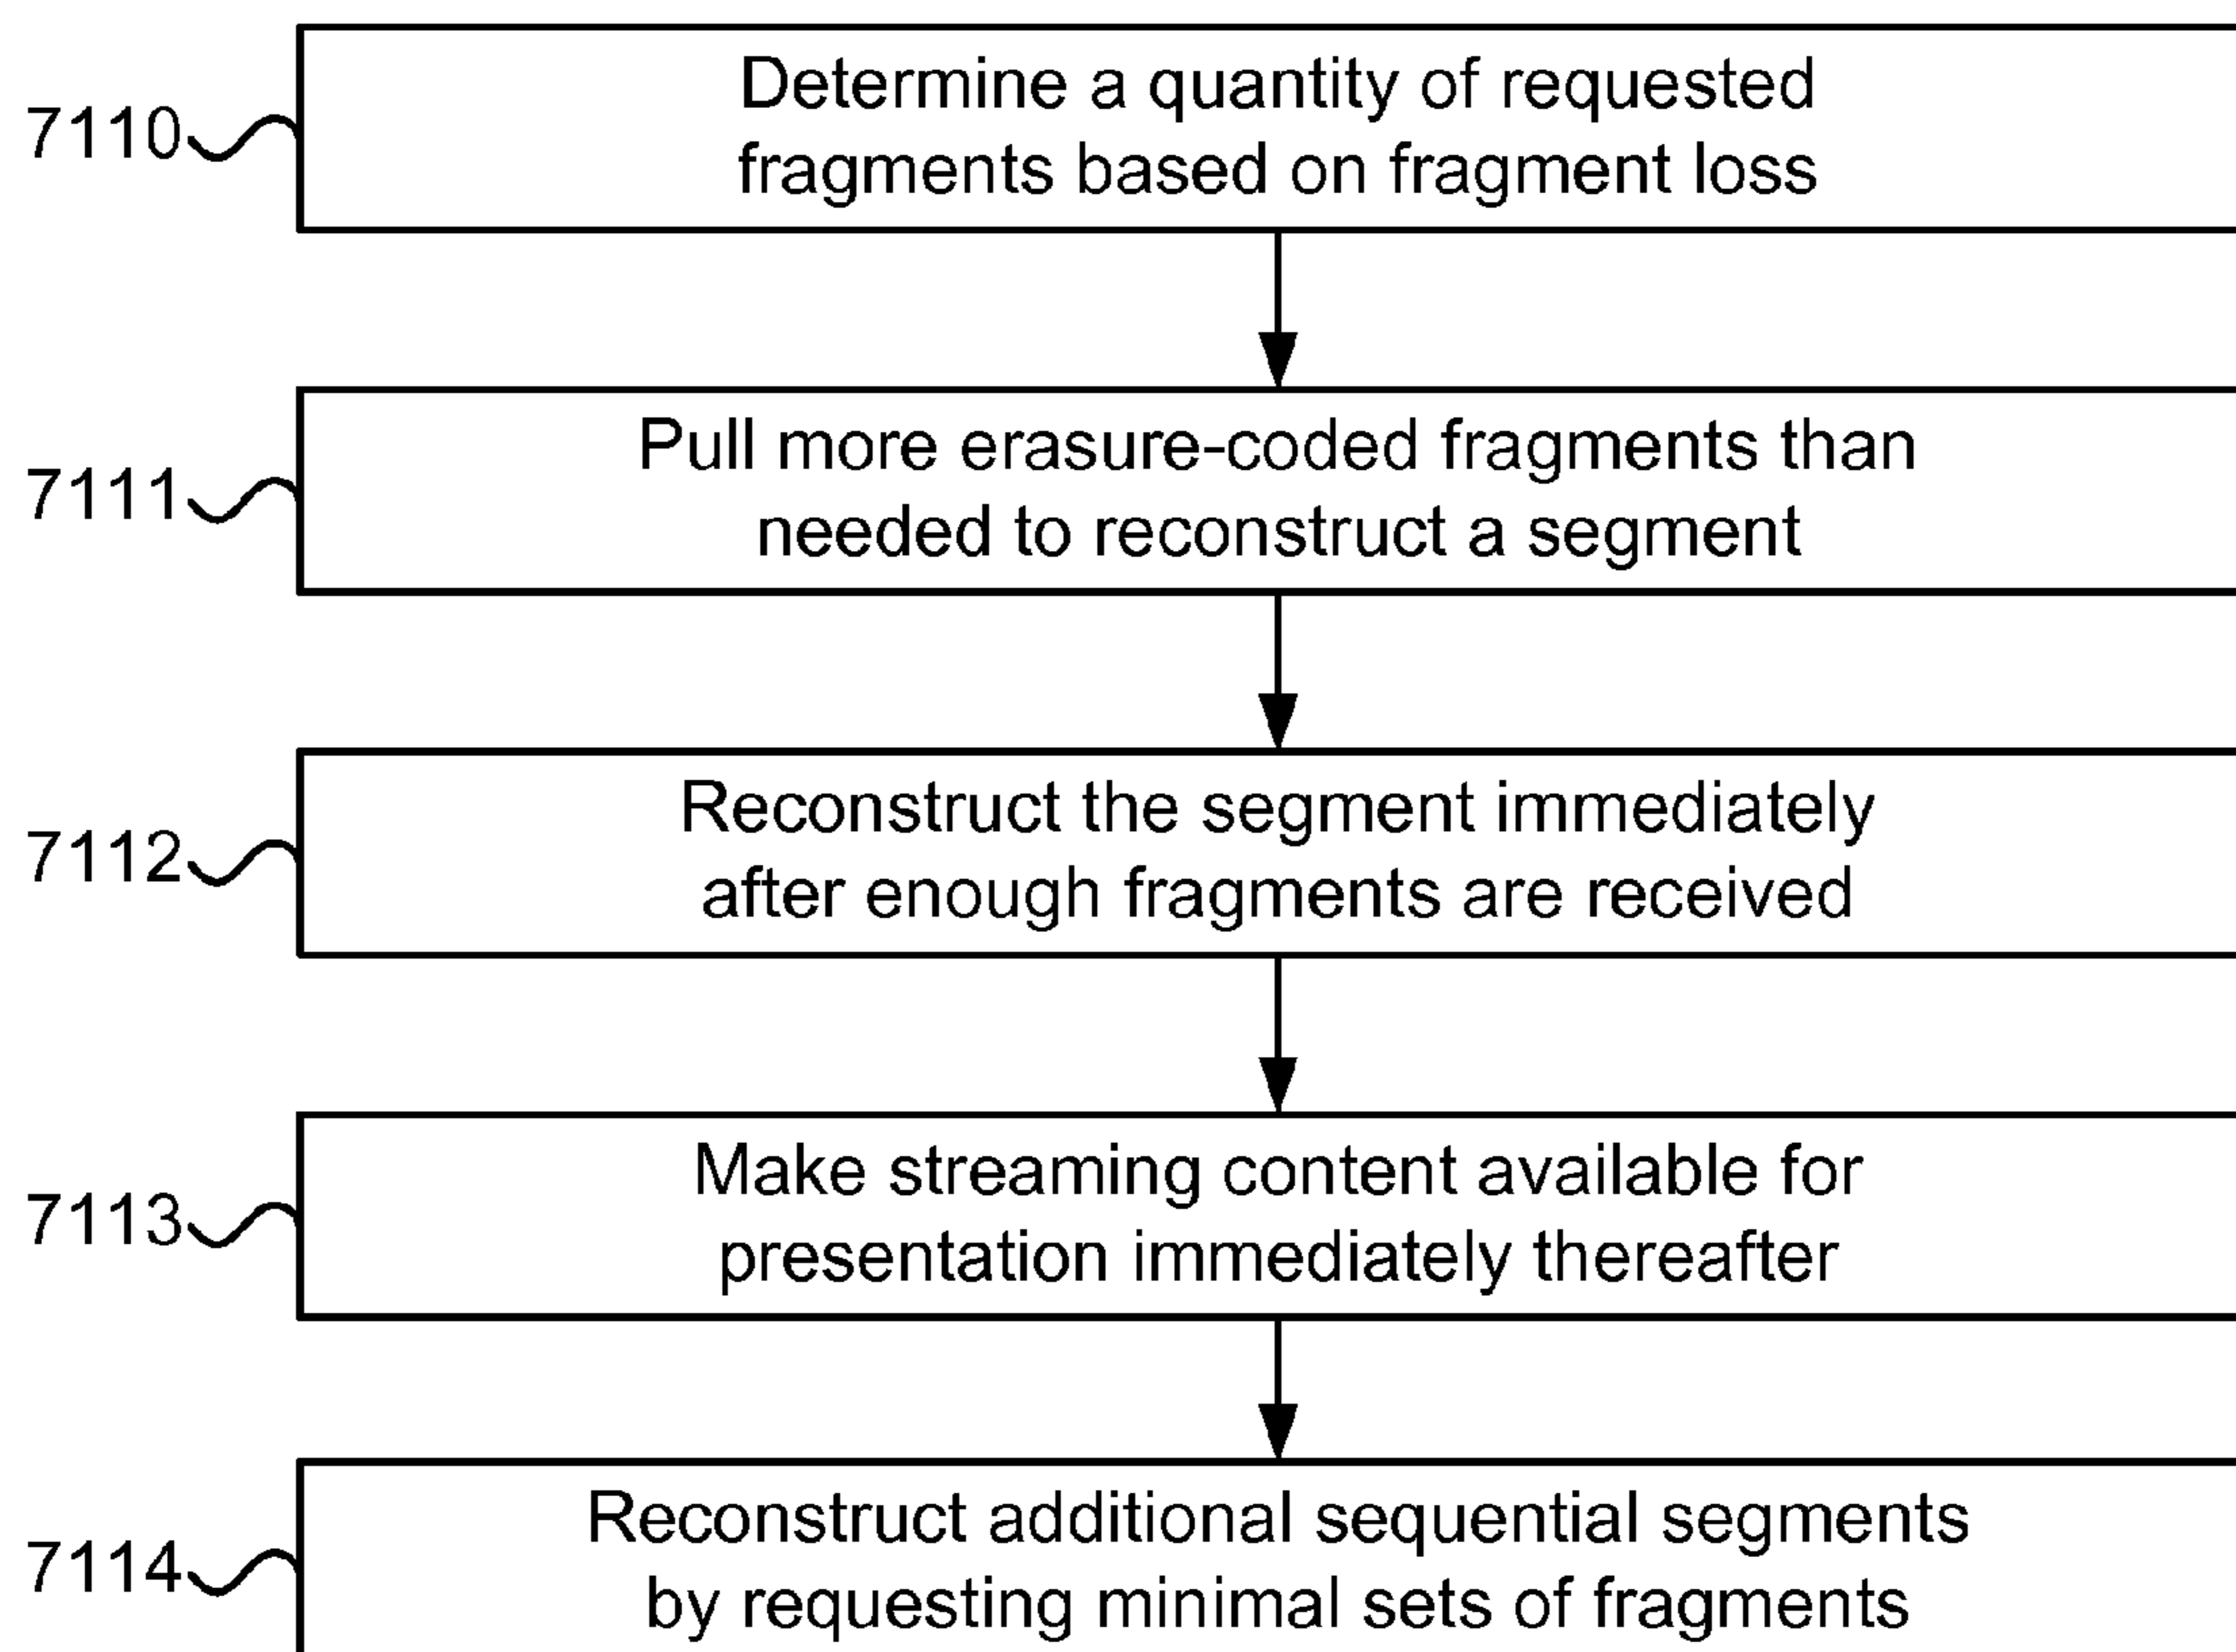 7110
Determine a quantity of requested
fragments based on fragment loss
7111
Pull more erasure-coded fragments than
needed to reconstruct a segment
7112
Reconstruct the segment immediately
after enough fragments are received
7113
Make streaming content available for
presentation immediately thereafter
7114
Reconstruct additional sequential segments
by requesting minimal sets of fragments